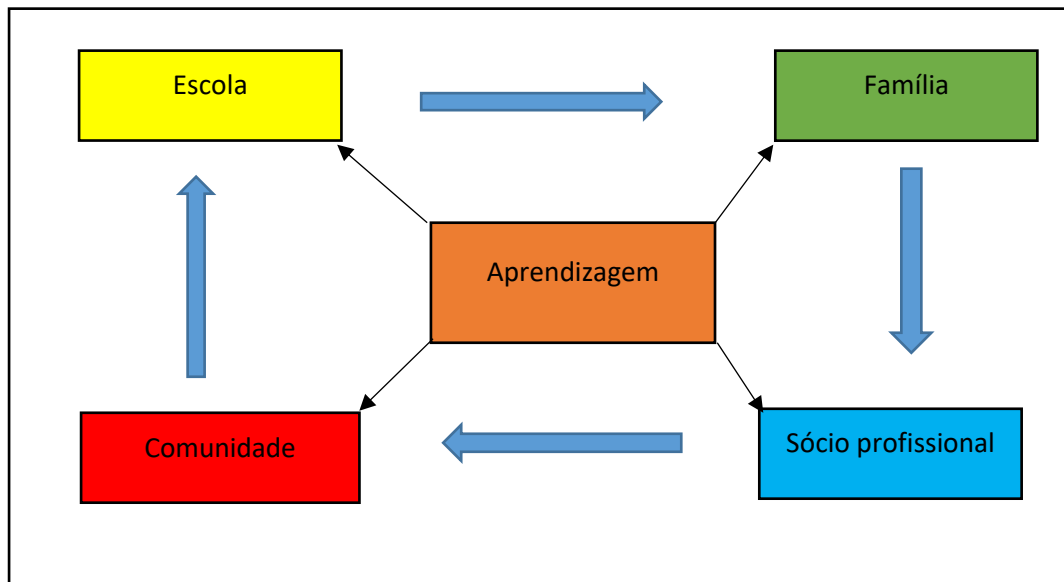 Escola
Família
Aprendizagem
Comunidade
Sócio profissional